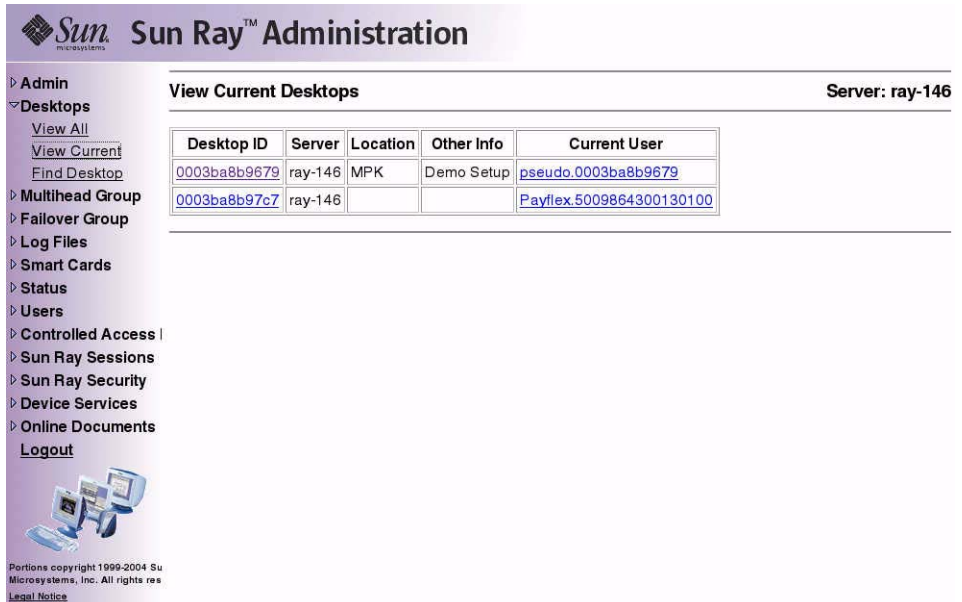 Sun microsystems Sun Ray™ Administration
Admin
Desktops
View All
View Current
Find Desktop
Multihead Group
Failover Group
Log Files
Smart Cards
Status
Users
Controlled Access
Sun Ray Sessions
Sun Ray Security
Device Services
Online Documents
Logout
Portions copyright 1999-2004 Su
Microsystems, Inc. All rights res
Legal Notice
View Current Desktops Server: ray-146
Desktop ID Server Location Other Info Current User
0003ba8b9679 ray-146 MPK Demo Setup pseudo.0003ba8b9679
0003ba8b97c7 ray-146 Payflex.5009864300130100